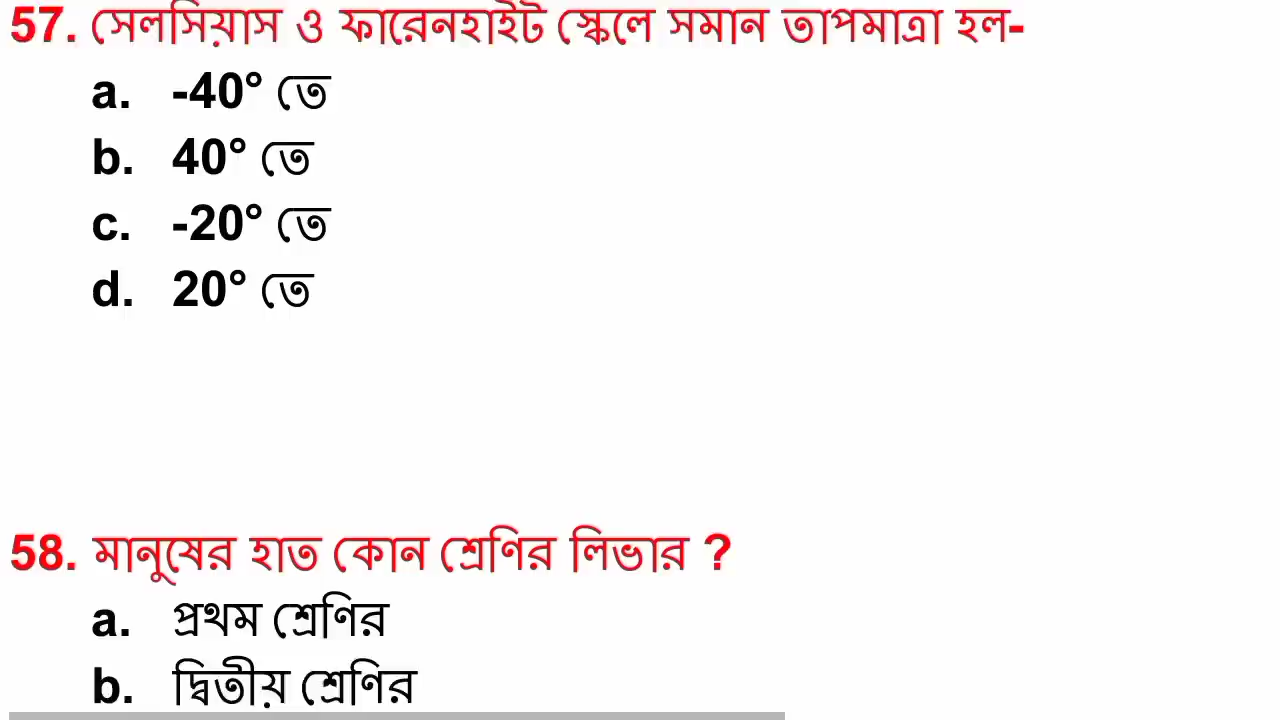 57. সেলসিয়াস ও ফারেনহাইট স্কেলে সমান তাপমাত্রা হল-
a. -40° তে
b. 40° তে
c. -20° তে
d. 20° তে
58. মানুষের হাত কোন শ্রেণির লিভার ?
a. প্রথম শ্রেণির
b. দ্বিতীয় শ্রেণির